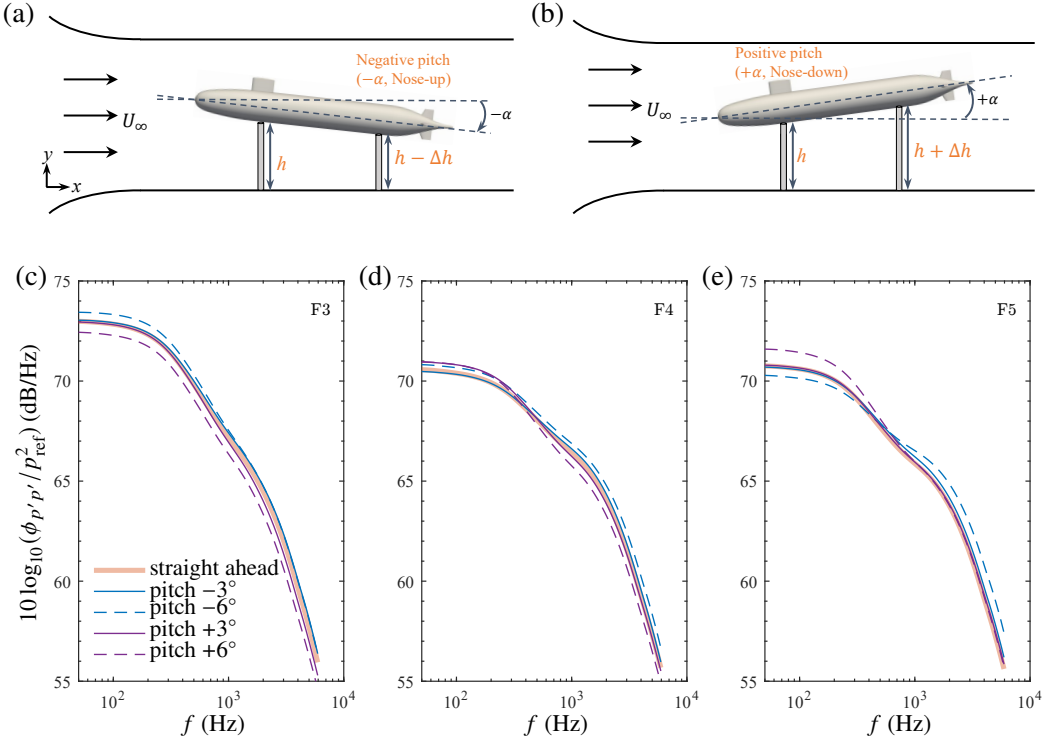 (a)
(b)
Negative pitch
(−α, Nose-up)
Positive pitch
(+α, Nose-down)
U∞
−α
h
h − Δh
y
x
U∞
+α
h
h + Δh
(c)
(d)
(e)
75
70
65
60
55
F3
75
70
65
60
55
F4
75
70
65
60
55
F5
10 log10(ϕp′p′/p²ref) (dB/Hz)
straight ahead
pitch −3°
pitch −6°
pitch +3°
pitch +6°
10² 10³ 10⁴
10² 10³ 10⁴
10² 10³ 10⁴
f (Hz)
f (Hz)
f (Hz)